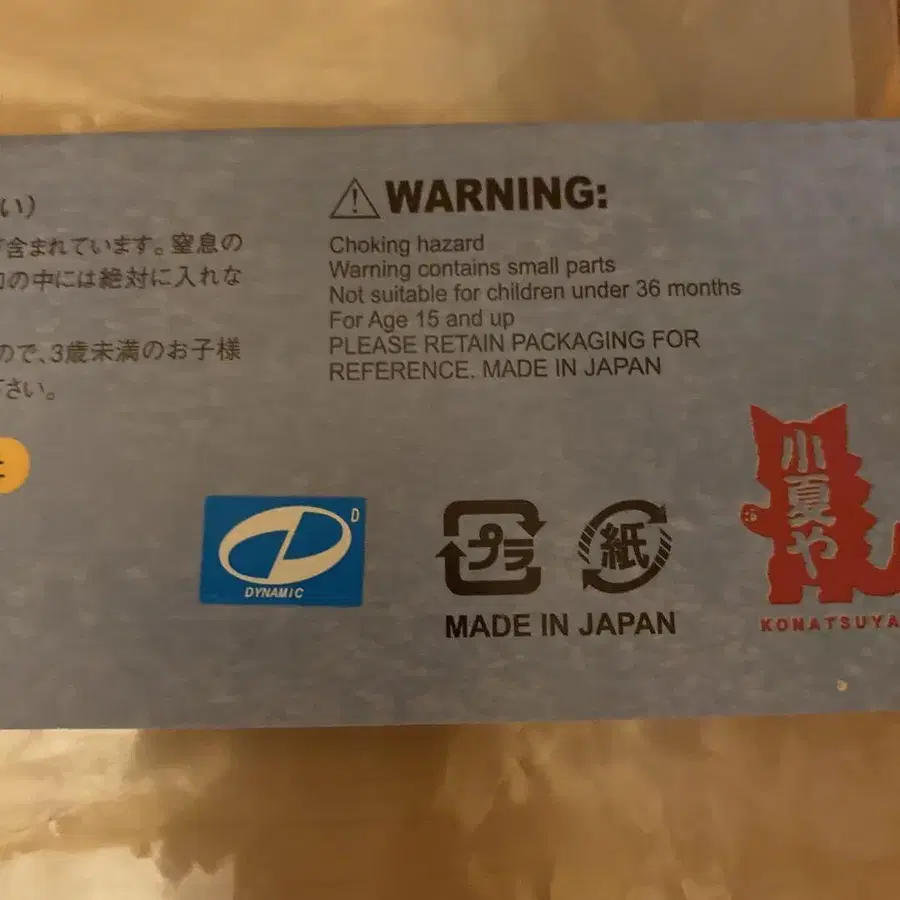 い)
含まれています。窒息の
の中には絶対に入れな
ので、3歳未満のお子様
さい。
WARNING:
Choking hazard
Warning contains small parts
Not suitable for children under 36 months
For Age 15 and up
PLEASE RETAIN PACKAGING FOR
REFERENCE. MADE IN JAPAN
D
DYNAMIC
プラ
紙
MADE IN JAPAN
小夏や
KONATSUYA